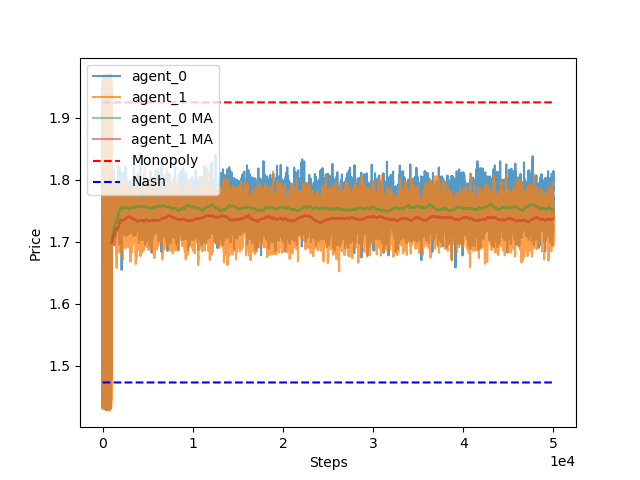 agent_0
agent_1
agent_0 MA
agent_1 MA
Monopoly
Nash
1.9
1.8
1.7
1.6
1.5
Price
0
1
2
3
4
5
1e4
Steps